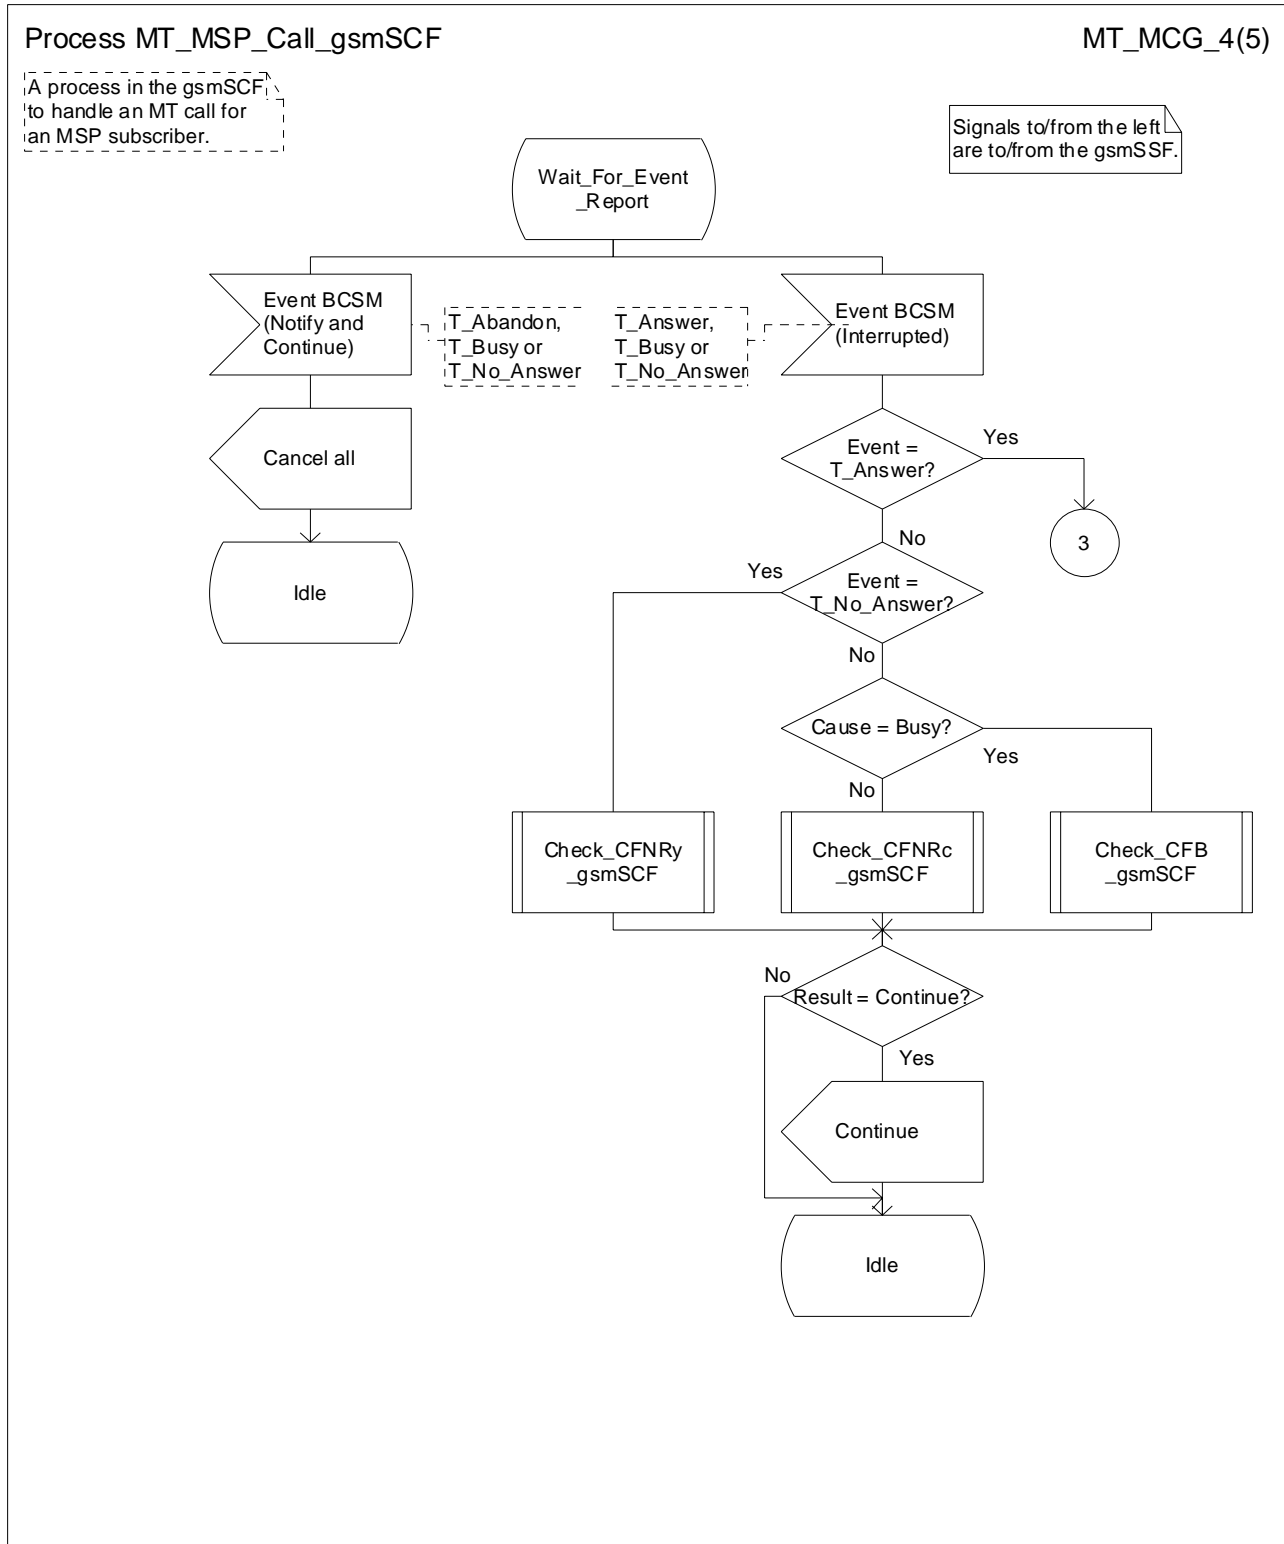 Process MT_MSP_Call_gsmSCF
MT_MCG_4(5)
A process in the gsmSCF
to handle an MT call for
an MSP subscriber.
Signals to/from the left
are to/from the gsmSSF.
Wait_For_Event
_Report
Event BCSM
(Notify and
Continue)
T_Abandon,
T_Busy or
T_No_Answer
T_Answer,
T_Busy or
T_No_Answer
Event BCSM
(Interrupted)
Cancel all
Event =
T_Answer?
Yes
3
No
Idle
Yes
Event =
T_No_Answer?
No
Cause = Busy?
Yes
No
Check_CFNRy
_gsmSCF
Check_CFNRc
_gsmSCF
Check_CFB
_gsmSCF
No
Result = Continue?
Yes
Continue
Idle